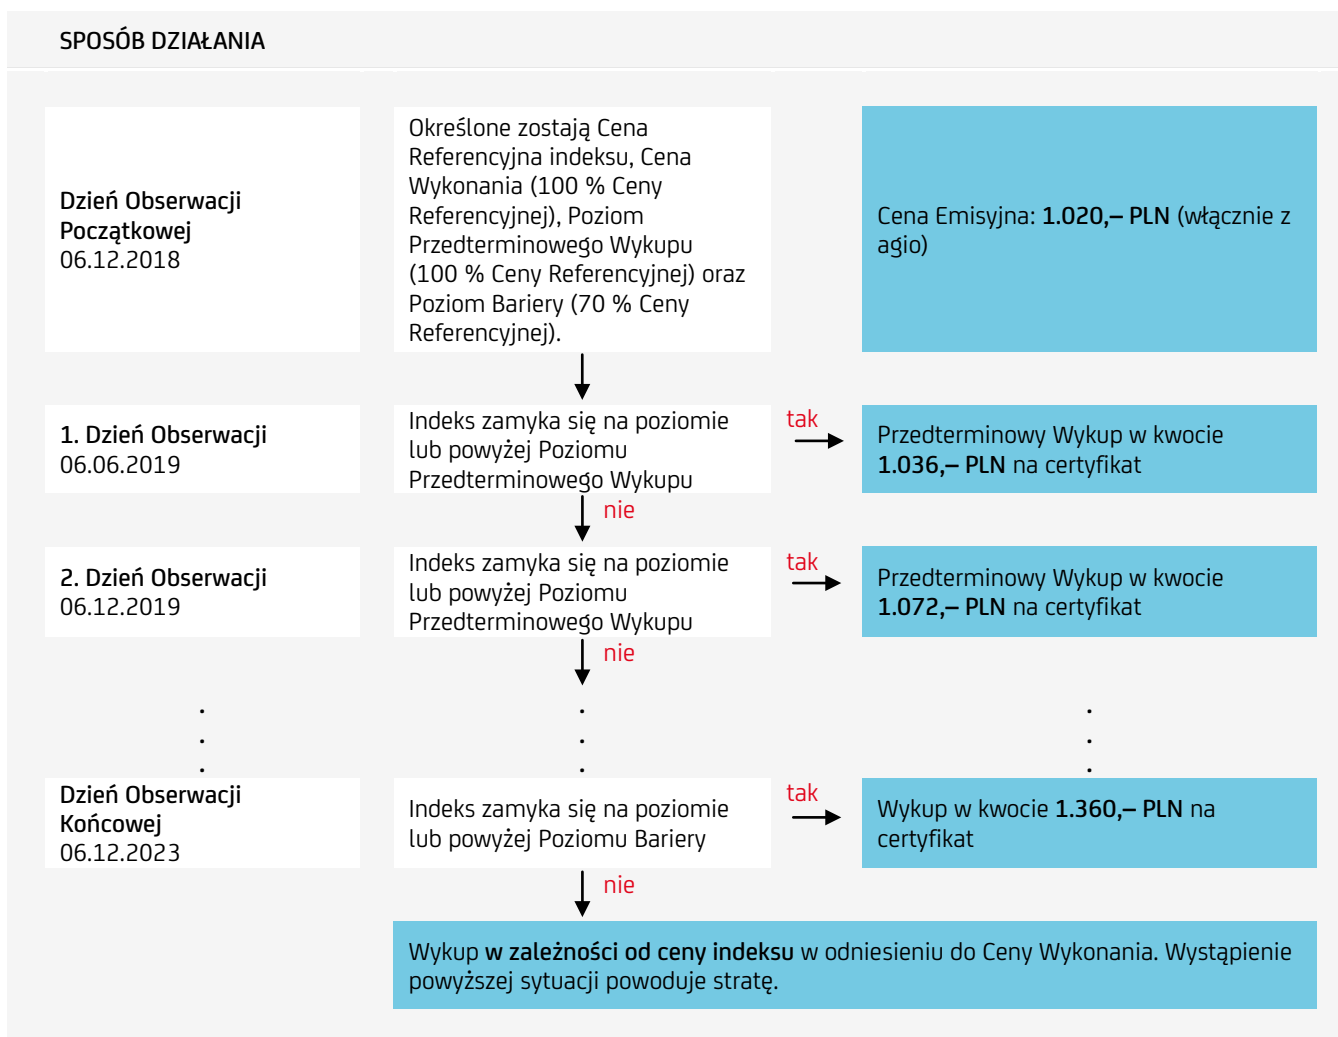 SPOSÓB DZIAŁANIA
Dzień Obserwacji
Początkowej
06.12.2018
Określone zostają Cena
Referencyjna indeksu, Cena
Wykonania (100 % Ceny
Referencyjnej), Poziom
Przedterminowego Wykupu
(100 % Ceny Referencyjnej) oraz
Poziom Bariery (70 % Ceny
Referencyjnej).
Cena Emisyjna: 1.020,– PLN (włącznie z
agio)
1. Dzień Obserwacji
06.06.2019
Indeks zamyka się na poziomie
lub powyżej Poziomu
Przedterminowego Wykupu
tak
Przedterminowy Wykup w kwocie
1.036,– PLN na certyfikat
nie
2. Dzień Obserwacji
06.12.2019
Indeks zamyka się na poziomie
lub powyżej Poziomu
Przedterminowego Wykupu
tak
Przedterminowy Wykup w kwocie
1.072,– PLN na certyfikat
nie
. . .
. . .
. . .
Dzień Obserwacji
Końcowej
06.12.2023
Indeks zamyka się na poziomie
lub powyżej Poziomu Bariery
tak
Wykup w kwocie 1.360,– PLN na
certyfikat
nie
Wykup w zależności od ceny indeksu w odniesieniu do Ceny Wykonania. Wystąpienie
powyższej sytuacji powoduje stratę.